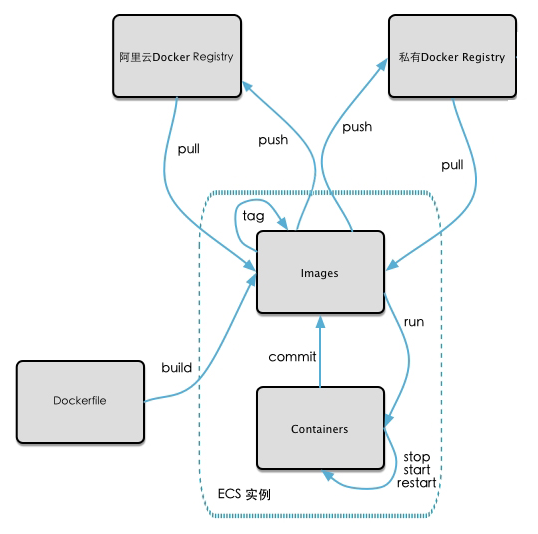 阿里云Docker Registry
私有Docker Registry
push
push
pull
pull
tag
Images
run
commit
build
Dockerfile
Containers
stop
start
restart
ECS 实例